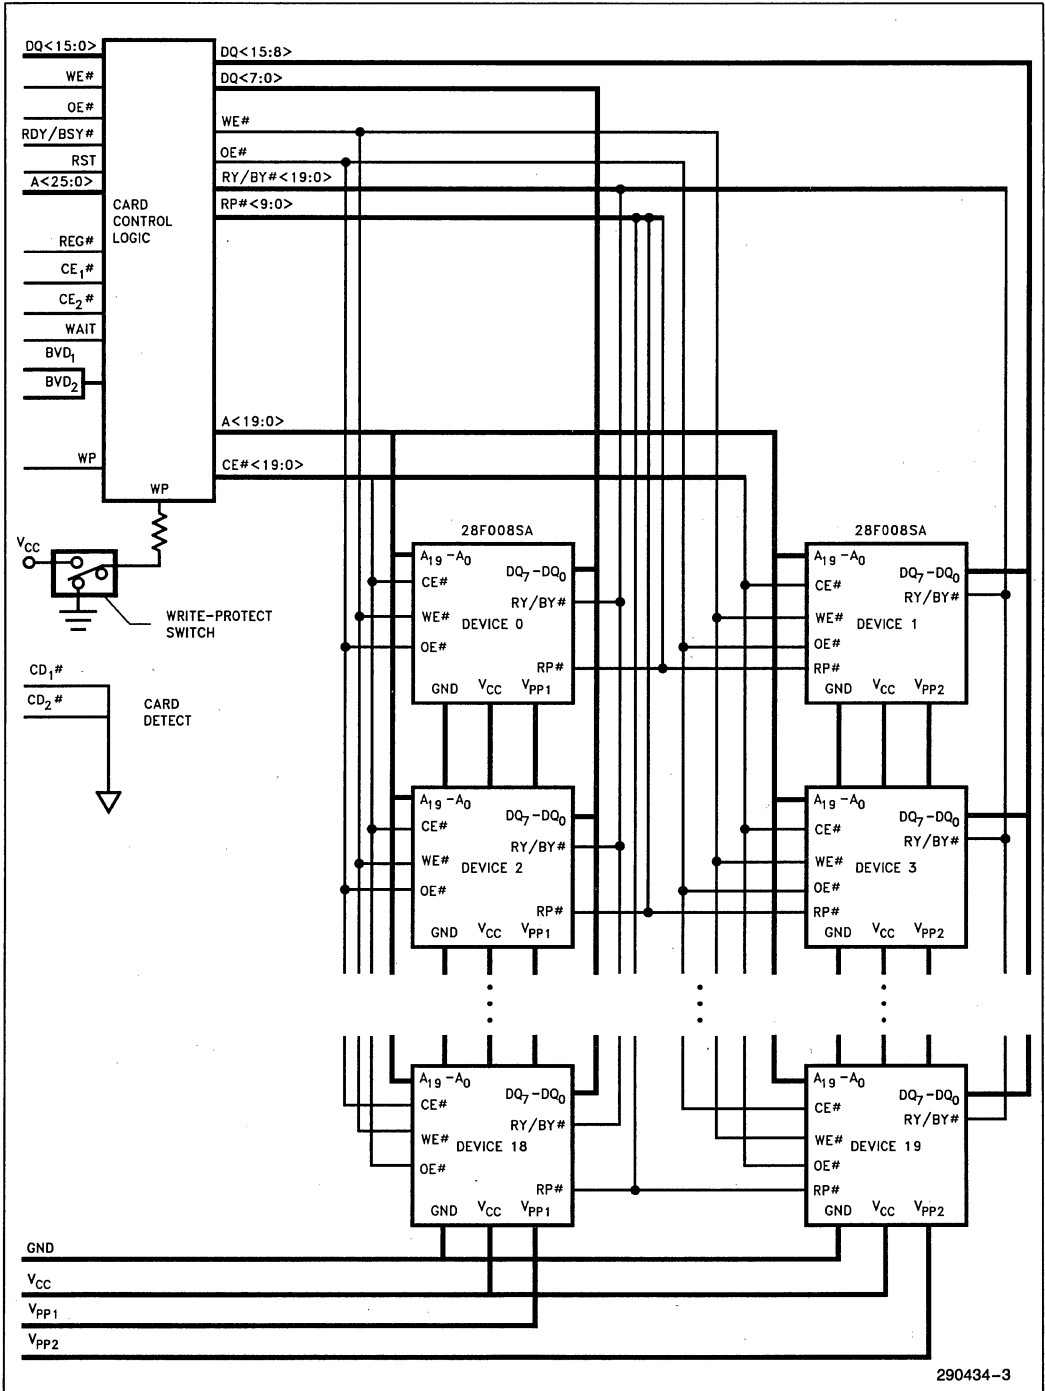 DQ<15:0>
WE#
OE#
RDY/BSY#
RST
A<25:0>
REG#
CE1#
CE2#
WAIT
BVD1
BVD2
WP
CARD
CONTROL
LOGIC
WP
DQ<15:8>
DQ<7:0>
WE#
OE#
RY/BY#<19:0>
RP#<9:0>
A<19:0>
CE#<19:0>
VCC
WRITE-PROTECT
SWITCH
CD1#
CD2#
CARD
DETECT
28F008SA
A19-A0
DQ7-DQ0
CE#
RY/BY#
WE#
DEVICE 0
OE#
RP#
GND VCC VPP1
28F008SA
A19-A0
DQ7-DQ0
CE#
RY/BY#
WE#
DEVICE 1
OE#
RP#
GND VCC VPP2
A19-A0
DQ7-DQ0
CE#
RY/BY#
WE#
DEVICE 2
OE#
RP#
GND VCC VPP1
A19-A0
DQ7-DQ0
CE#
RY/BY#
WE#
DEVICE 3
OE#
RP#
GND VCC VPP2
A19-A0
DQ7-DQ0
CE#
RY/BY#
WE#
DEVICE 18
OE#
RP#
GND VCC VPP1
A19-A0
DQ7-DQ0
CE#
RY/BY#
WE#
DEVICE 19
OE#
RP#
GND VCC VPP2
GND
VCC
VPP1
VPP2
290434-3